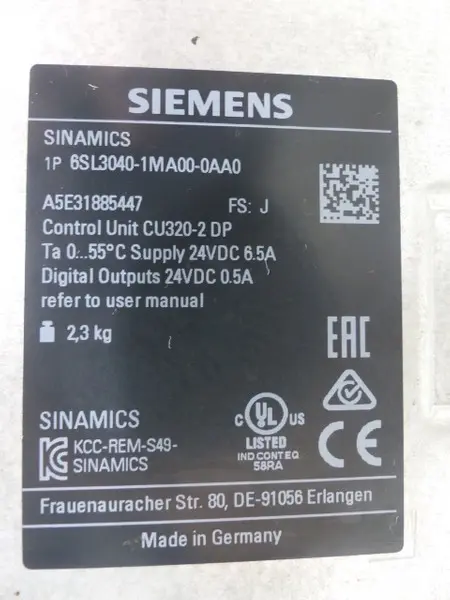 SIEMENS
SINAMICS
1P 6SL3040-1MA00-0AA0
A5E31885447 FS: J
Control Unit CU320-2 DP
Ta 0...55°C Supply 24VDC 6.5A
Digital Outputs 24VDC 0.5A
refer to user manual
2,3 kg
EAC
SINAMICS
KCC-REM-S49-
SINAMICS
C UL US
LISTED
IND CONT EQ
58RA
CE
Frauenauracher Str. 80, DE-91056 Erlangen
Made in Germany